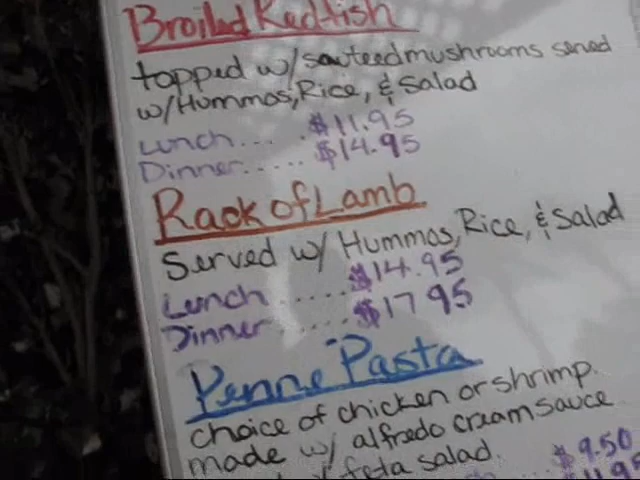 Broiled Redfish
topped w/sauteed mushrooms served
w/Hummos, Rice, & Salad
Lunch.... .$11.95
Dinner......$14.95
Rack of Lamb
Served w/ Hummos, Rice, & Salad
Lunch ......$14.95
Dinner ......$17 95
Penne Pasta
choice of chicken or shrimp.
made w/ alfredo cream sauce
feta salad.
$9.50